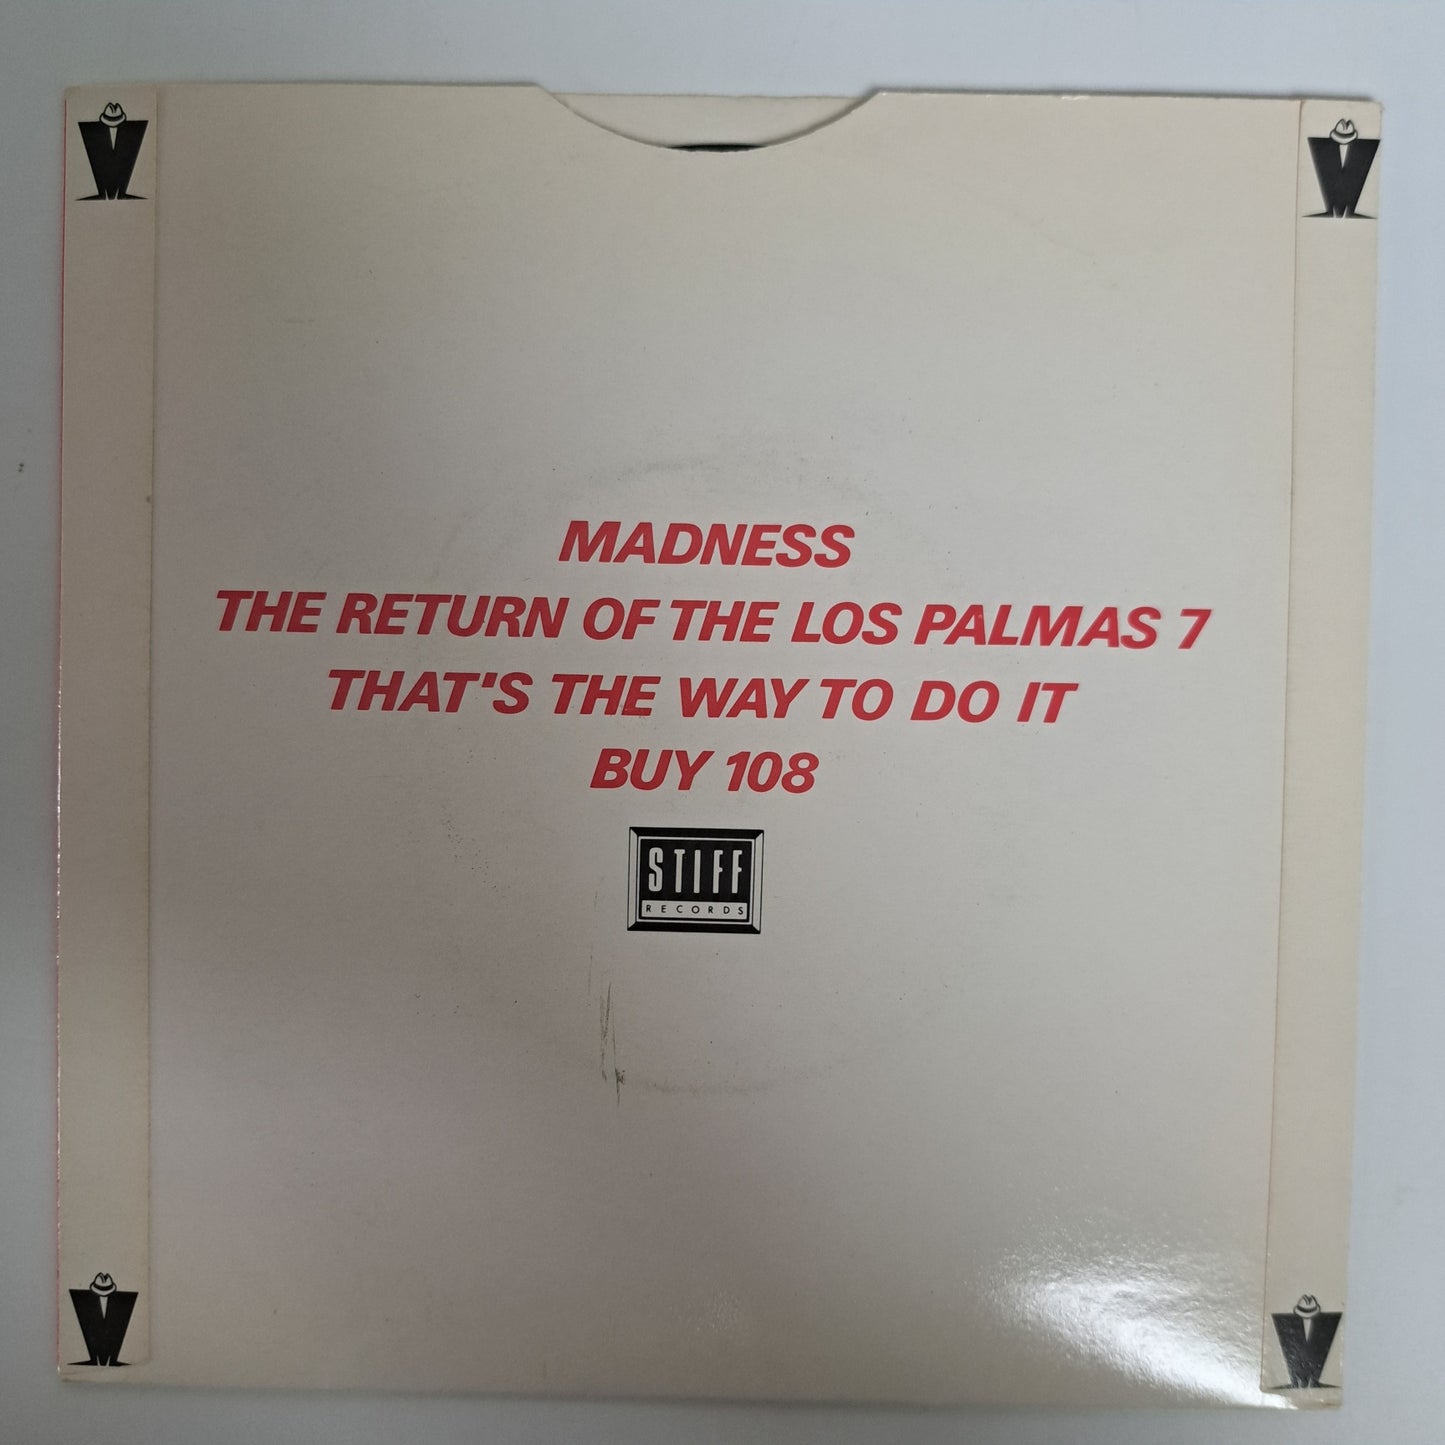 MADNESS
THE RETURN OF THE LOS PALMAS 7
THAT'S THE WAY TO DO IT
BUY 108
STIFF
RECORDS